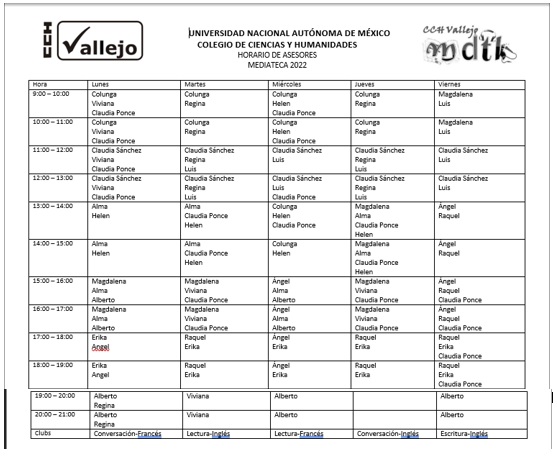 CCH
Vallejo
UNIVERSIDAD NACIONAL AUTÓNOMA DE MÉXICO
COLEGIO DE CIENCIAS Y HUMANIDADES
HORARIO DE ASESORES
MEDIATECA 2022
CCH Vallejo
Hora Lunes Martes Miércoles Jueves Viernes
9:00 – 10:00 Colunga Colunga Colunga Colunga Magdalena
Viviana Regina Helen Regina Luis
Claudia Ponce Claudia Ponce
10:00 – 11:00 Colunga Colunga Colunga Colunga Magdalena
Viviana Regina Helen Regina Luis
Claudia Ponce Claudia Ponce
11:00 – 12:00 Claudia Sánchez Claudia Sánchez Claudia Sánchez Claudia Sánchez Claudia Ponce
Viviana Regina Luis Regina Luis
Claudia Ponce Luis Luis
12:00 – 13:00 Claudia Sánchez Claudia Sánchez Claudia Sánchez Claudia Sánchez Claudia Ponce
Viviana Regina Luis Regina Luis
Claudia Ponce Luis Claudia Ponce Luis
13:00 – 14:00 Alma Alma Colunga Magdalena Ángel
Helen Claudia Ponce Helen Alma Raquel
Helen Claudia Ponce Claudia Ponce
Helen
14:00 – 15:00 Alma Alma Colunga Magdalena Ángel
Helen Claudia Ponce Helen Alma Raquel
Helen Claudia Ponce
Helen
15:00 – 16:00 Magdalena Magdalena Ángel Magdalena Ángel
Alma Viviana Alma Viviana Raquel
Alberto Claudia Ponce Alberto Claudia Ponce Claudia Ponce
16:00 – 17:00 Magdalena Magdalena Ángel Magdalena Ángel
Alma Viviana Alma Viviana Raquel
Alberto Claudia Ponce Alberto Claudia Ponce Claudia Ponce
17:00 – 18:00 Erika Raquel Ángel Raquel Raquel
Angel Erika Erika Erika Erika
Claudia Ponce
18:00 – 19:00 Erika Raquel Ángel Raquel Raquel
Angel Erika Erika Erika Erika
Claudia Ponce
19:00 – 20:00 Alberto Viviana Alberto Alberto
Regina
20:00 – 21:00 Alberto Viviana Alberto Alberto
Regina
Clubs Conversación-Francés Lectura-Inglés Lectura-Francés Conversación-Inglés Escritura-Inglés